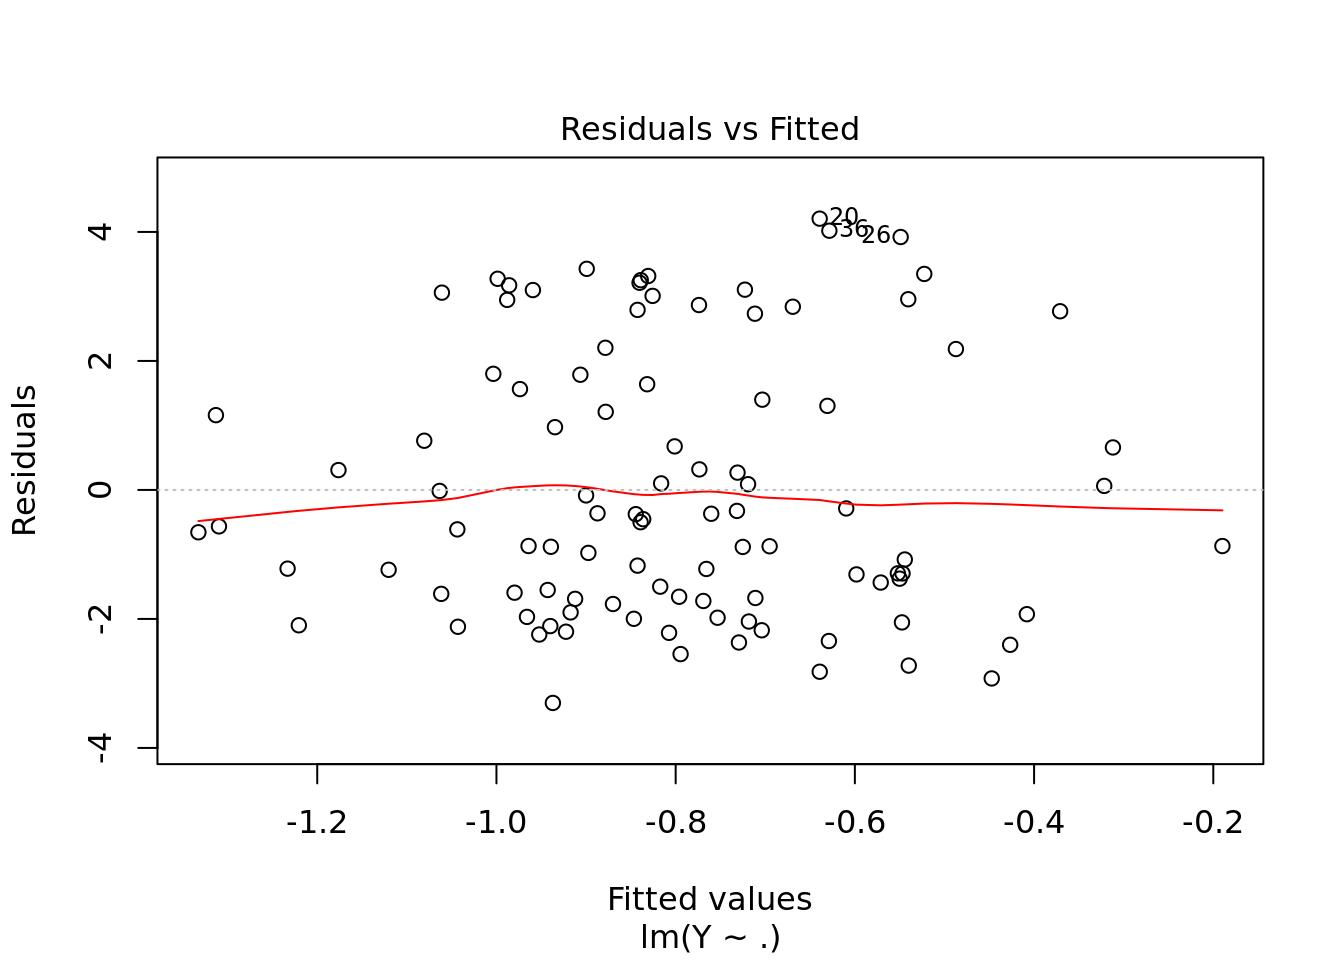 Residuals vs Fitted
20
36
26
Residuals
4
2
0
-2
-4
-1.2 -1.0 -0.8 -0.6 -0.4 -0.2
Fitted values
lm(Y ~ .)